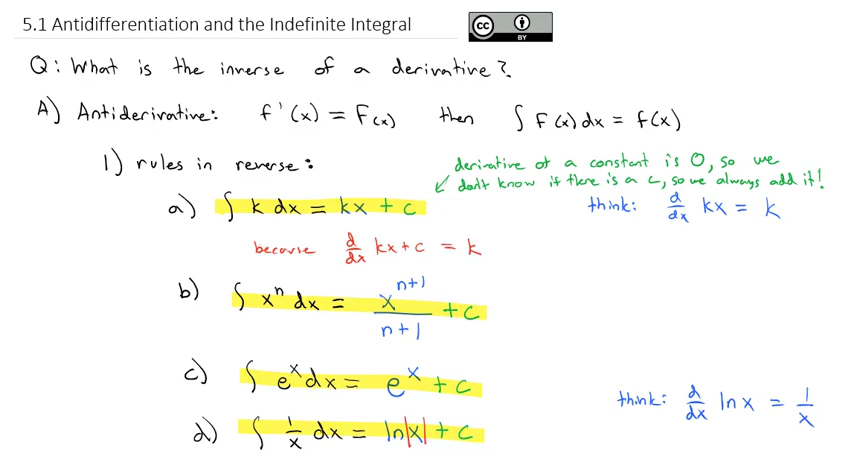 5.1 Antidifferentiation and the Indefinite Integral
cc BY
Q: What is the inverse of a derivative?
A) Antiderivative: f'(x) = F(x) then ∫ F(x) dx = f(x)
1) rules in reverse:
derivative of a constant is 0, so we
don't know if there is a c, so we always add it!
a) ∫ k dx = kx + c
think: d/dx kx = k
because d/dx kx + c = k
b) ∫ xⁿ dx = xⁿ⁺¹/(n+1) + c
c) ∫ eˣ dx = eˣ + c
think: d/dx ln x = 1/x
d) ∫ 1/x dx = ln|x| + c